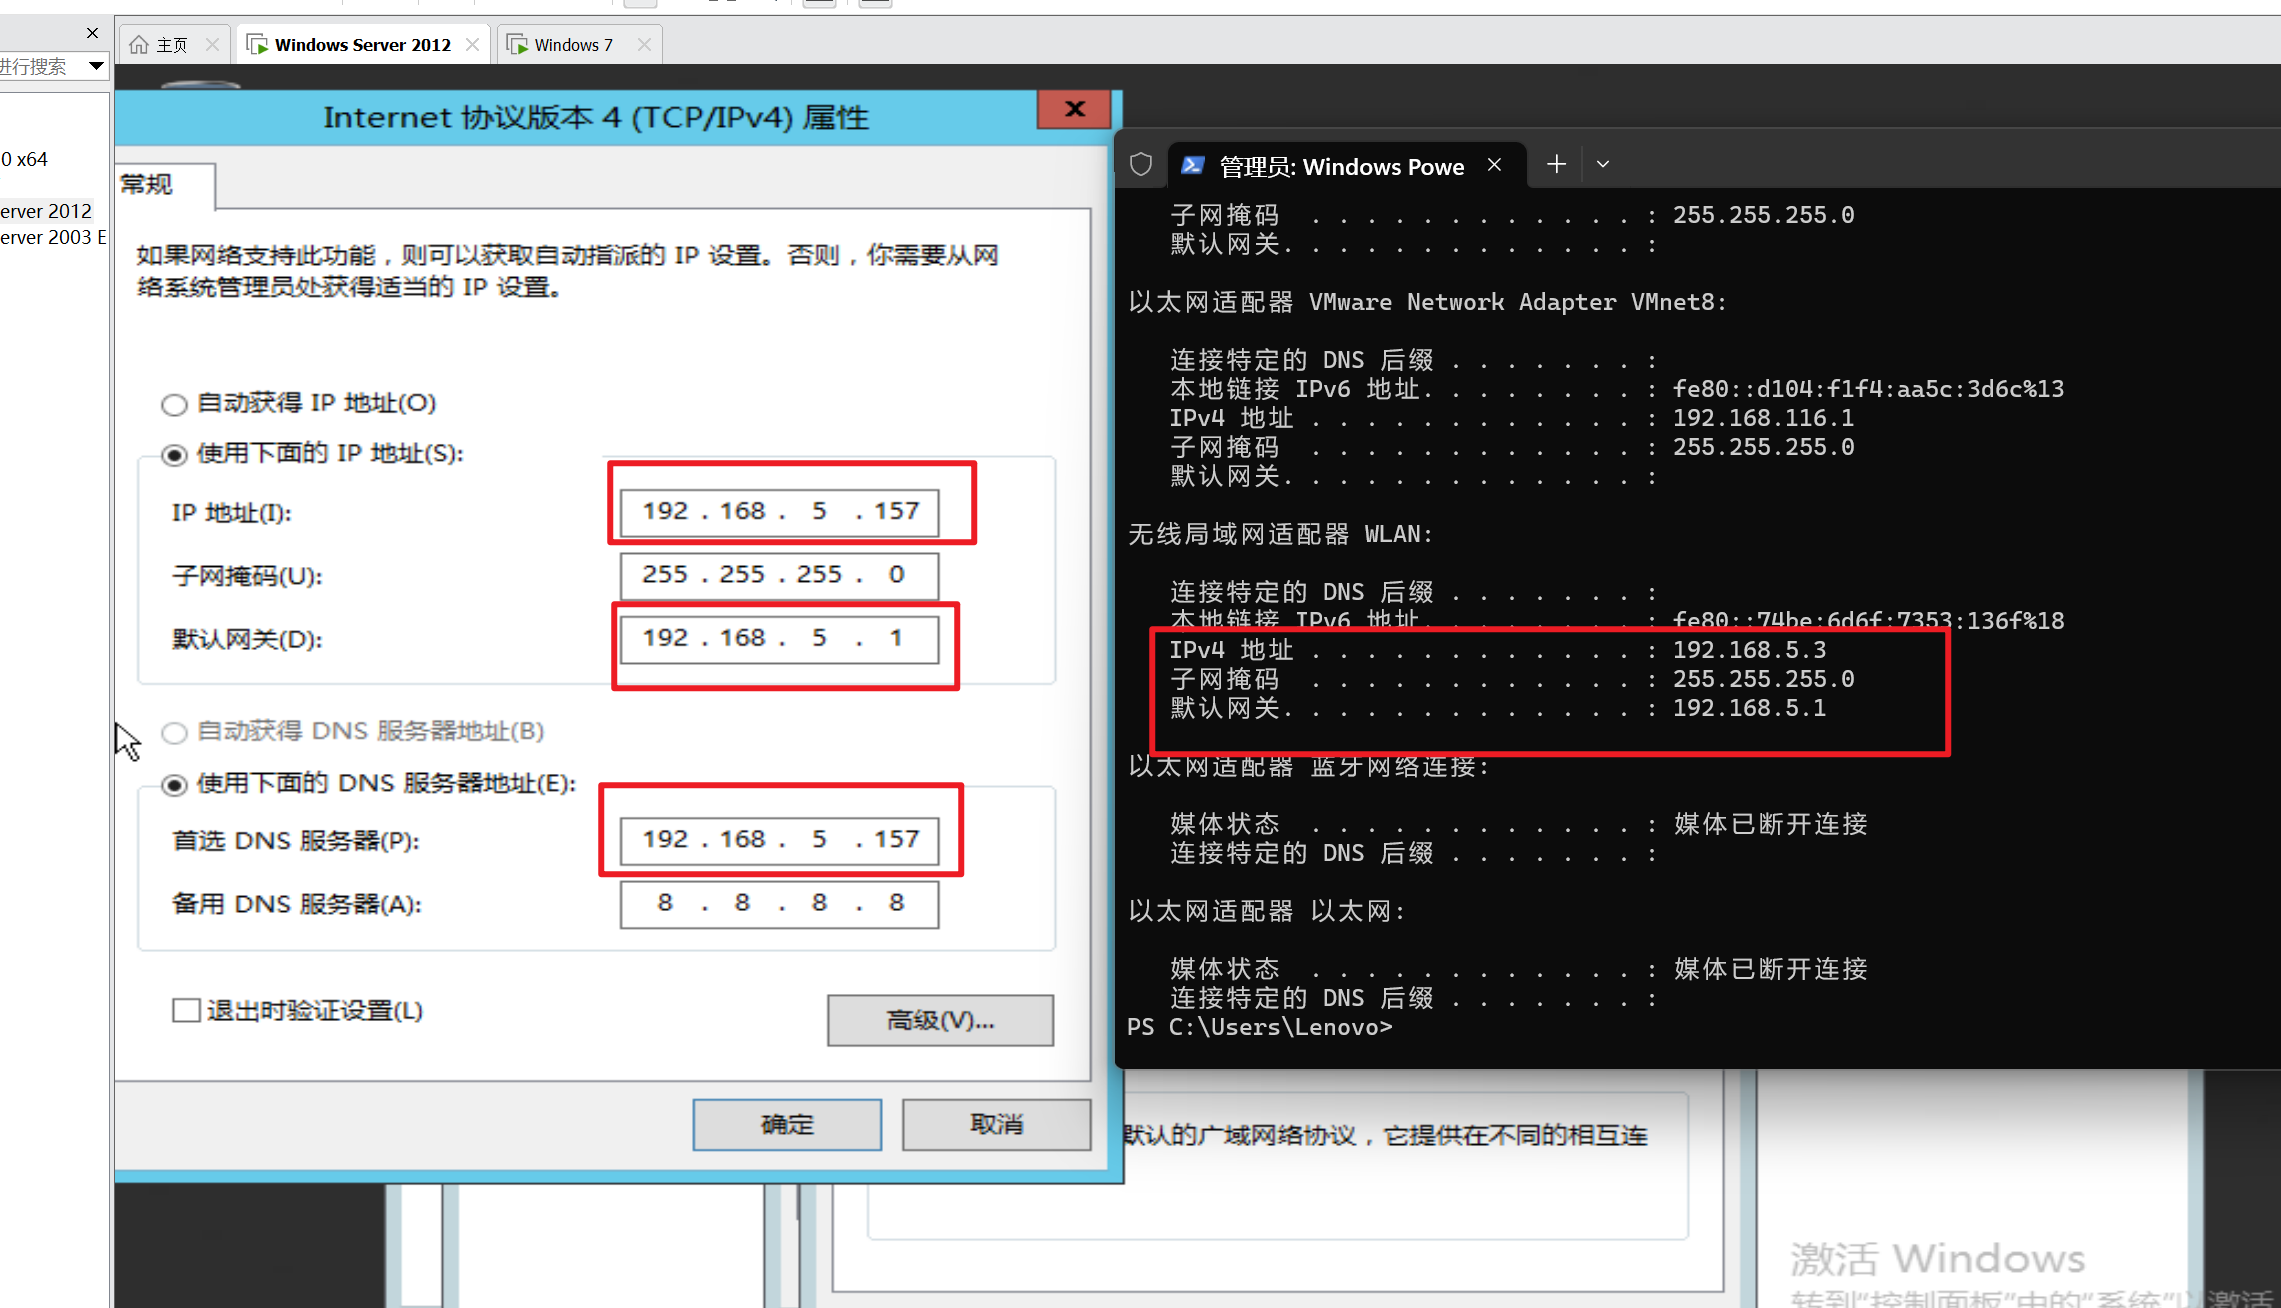 主页
Windows Server 2012
Windows 7
进行搜索
0 x64
erver 2012
erver 2003 E
Internet 协议版本 4 (TCP/IPv4) 属性
常规
如果网络支持此功能，则可以获取自动指派的 IP 设置。否则，你需要从网
络系统管理员处获得适当的 IP 设置。
自动获得 IP 地址(O)
使用下面的 IP 地址(S):
IP 地址(I):
192 . 168 . 5 . 157
子网掩码(U):
255 . 255 . 255 . 0
默认网关(D):
192 . 168 . 5 . 1
自动获得 DNS 服务器地址(B)
使用下面的 DNS 服务器地址(E):
首选 DNS 服务器(P):
192 . 168 . 5 . 157
备用 DNS 服务器(A):
8 . 8 . 8 . 8
退出时验证设置(L)
高级(V)...
确定
取消
管理员: Windows Powe
子网掩码 . . . . . . . . . . . . : 255.255.255.0
默认网关. . . . . . . . . . . . . :
以太网适配器 VMware Network Adapter VMnet8:
连接特定的 DNS 后缀 . . . . . . . :
本地链接 IPv6 地址. . . . . . . . : fe80::d104:f1f4:aa5c:3d6c%13
IPv4 地址 . . . . . . . . . . . . : 192.168.116.1
子网掩码 . . . . . . . . . . . . : 255.255.255.0
默认网关. . . . . . . . . . . . . :
无线局域网适配器 WLAN:
连接特定的 DNS 后缀 . . . . . . . :
本地链接 IPv6 地址. . . . . . . . : fe80::74be:6d6f:7353:136f%18
IPv4 地址 . . . . . . . . . . . . : 192.168.5.3
子网掩码 . . . . . . . . . . . . : 255.255.255.0
默认网关. . . . . . . . . . . . . : 192.168.5.1
以太网适配器 蓝牙网络连接:
媒体状态 . . . . . . . . . . . . : 媒体已断开连接
连接特定的 DNS 后缀 . . . . . . . :
以太网适配器 以太网:
媒体状态 . . . . . . . . . . . . : 媒体已断开连接
连接特定的 DNS 后缀 . . . . . . . :
PS C:\Users\Lenovo>
默认的广域网络协议，它提供在不同的相互连
激活 Windows
转到"控制面板"中的"系统"以激活